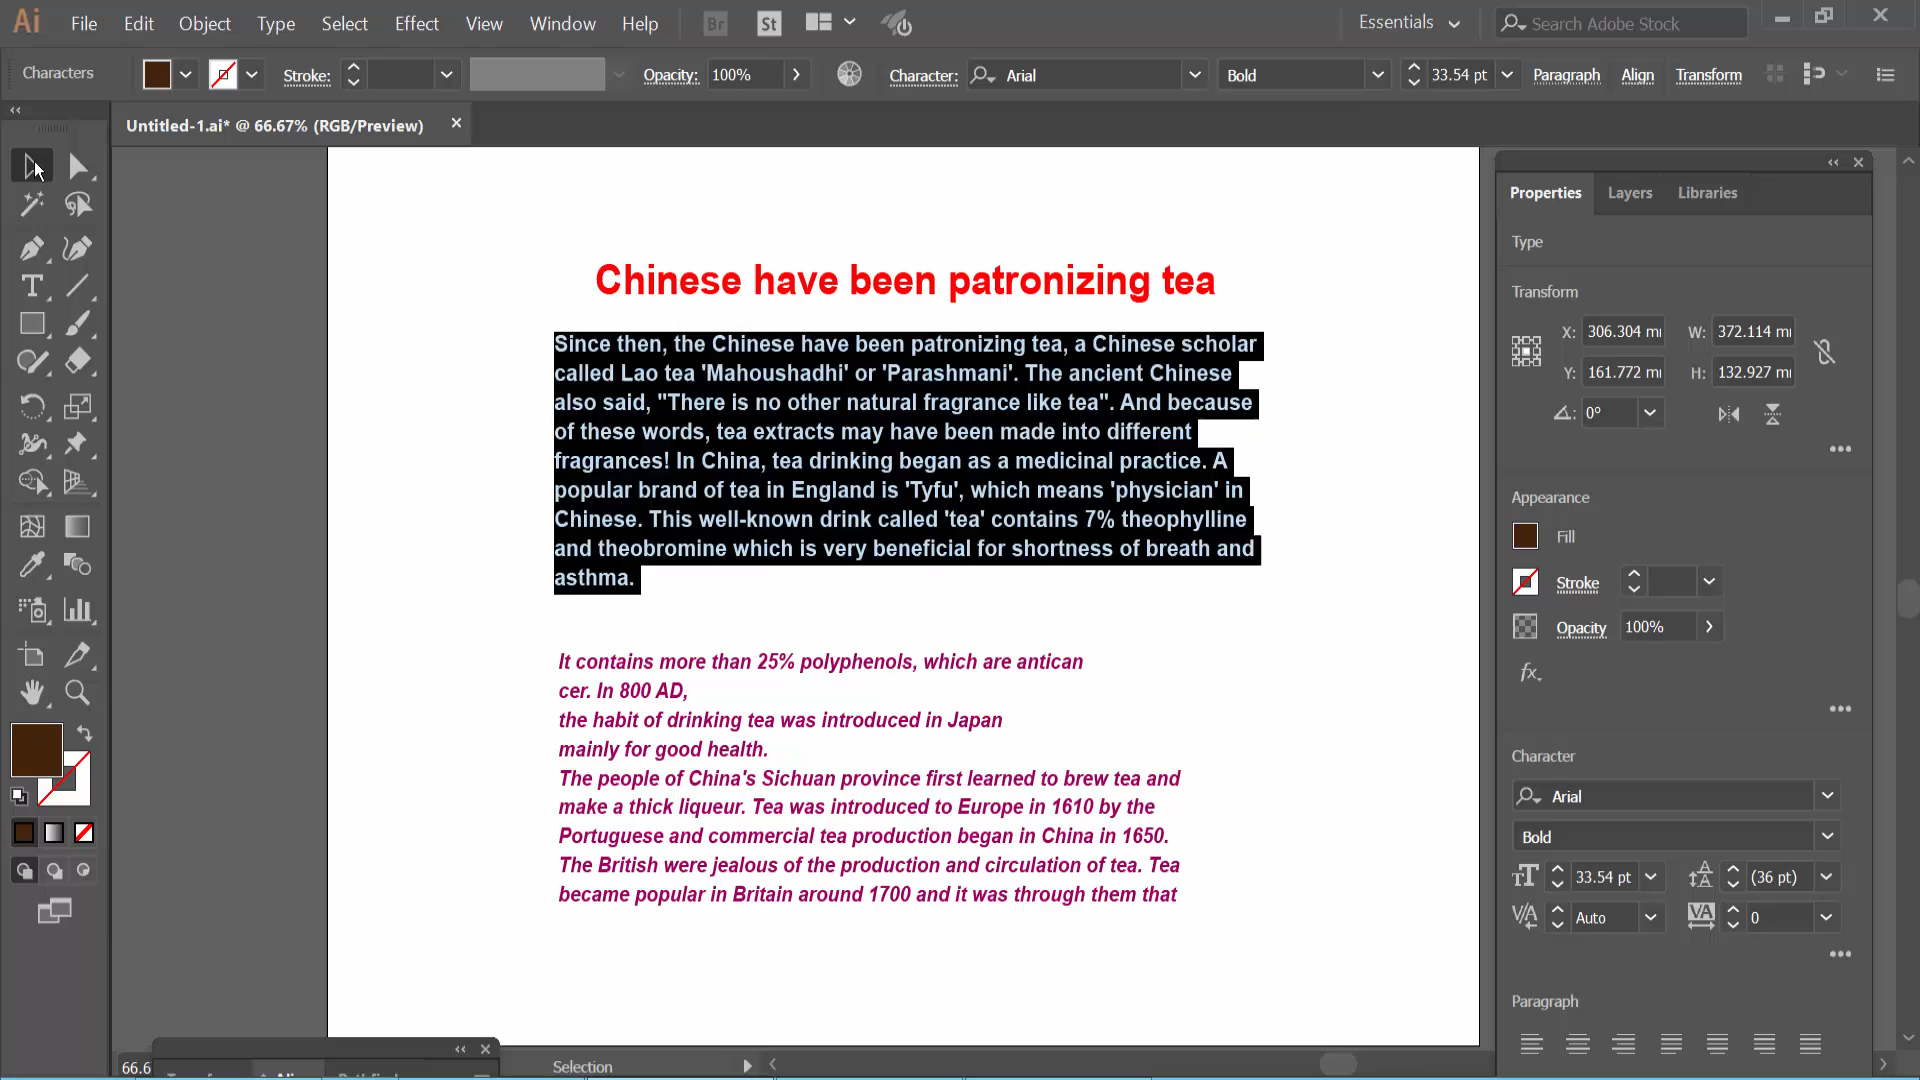 Ai File Edit Object Type Select Effect View Window Help Br St Essentials Search Adobe Stock
Characters Stroke: Opacity: 100% Character: Arial Bold 33.54 pt Paragraph Align Transform
Untitled-1.ai* @ 66.67% (RGB/Preview)
Properties Layers Libraries
Type
Transform
X: 306.304 W: 372.114
Y: 161.772 H: 132.927
0°
Appearance
Fill
Stroke
Opacity 100%
fx
Character
Arial
Bold
33.54 pt (36 pt)
Auto 0
Paragraph
Chinese have been patronizing tea
Since then, the Chinese have been patronizing tea, a Chinese scholar
called Lao tea 'Mahoushadhi' or 'Parashmani'. The ancient Chinese
also said, "There is no other natural fragrance like tea". And because
of these words, tea extracts may have been made into different
fragrances! In China, tea drinking began as a medicinal practice. A
popular brand of tea in England is 'Tyfu', which means 'physician' in
Chinese. This well-known drink called 'tea' contains 7% theophylline
and theobromine which is very beneficial for shortness of breath and
asthma.
It contains more than 25% polyphenols, which are antican
cer. In 800 AD,
the habit of drinking tea was introduced in Japan
mainly for good health.
The people of China's Sichuan province first learned to brew tea and
make a thick liqueur. Tea was introduced to Europe in 1610 by the
Portuguese and commercial tea production began in China in 1650.
The British were jealous of the production and circulation of tea. Tea
became popular in Britain around 1700 and it was through them that
66.6 Selection